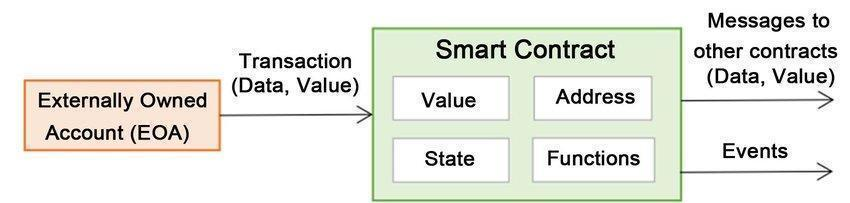 Externally Owned
Account (EOA)
Transaction
(Data, Value)
Smart Contract
Value
Address
State
Functions
Messages to
other contracts
(Data, Value)
Events